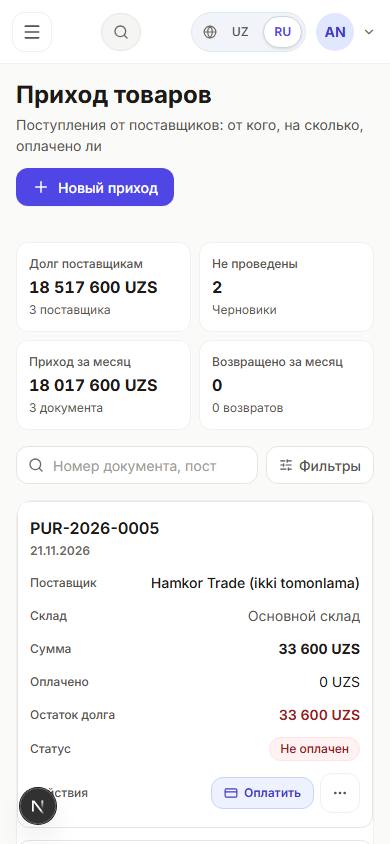 UZ
RU
AN
Приход товаров
Поступления от поставщиков: от кого, на сколько,
оплачено ли
Новый приход
Долг поставщикам
18 517 600 UZS
3 поставщика
Не проведены
2
Черновики
Приход за месяц
18 017 600 UZS
3 документа
Возвращено за месяц
0
0 возвратов
Номер документа, пост
Фильтры
PUR-2026-0005
21.11.2026
Поставщик
Hamkor Trade (ikki tomonlama)
Склад
Основной склад
Сумма
33 600 UZS
Оплачено
0 UZS
Остаток долга
33 600 UZS
Статус
Не оплачен
N
Оплатить